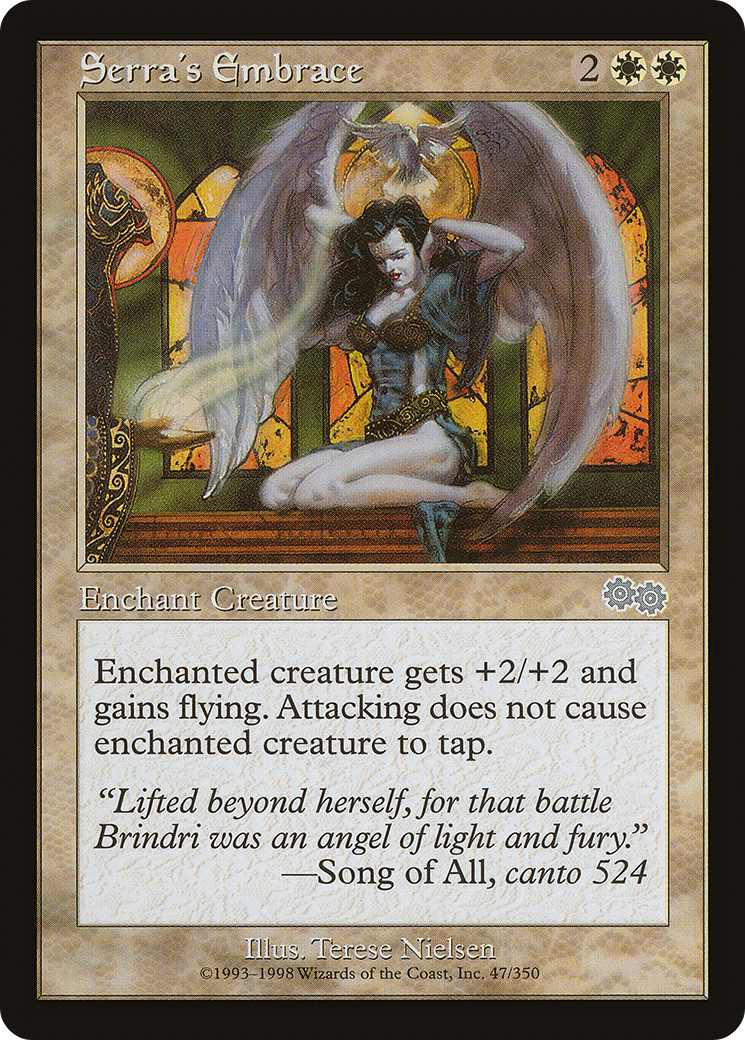 Serra's Embrace 2
Enchant Creature
Enchanted creature gets +2/+2 and
gains flying. Attacking does not cause
enchanted creature to tap.
“Lifted beyond herself, for that battle
Brindri was an angel of light and fury.”
—Song of All, canto 524
Illus. Terese Nielsen
©1993–1998 Wizards of the Coast, Inc. 47/350